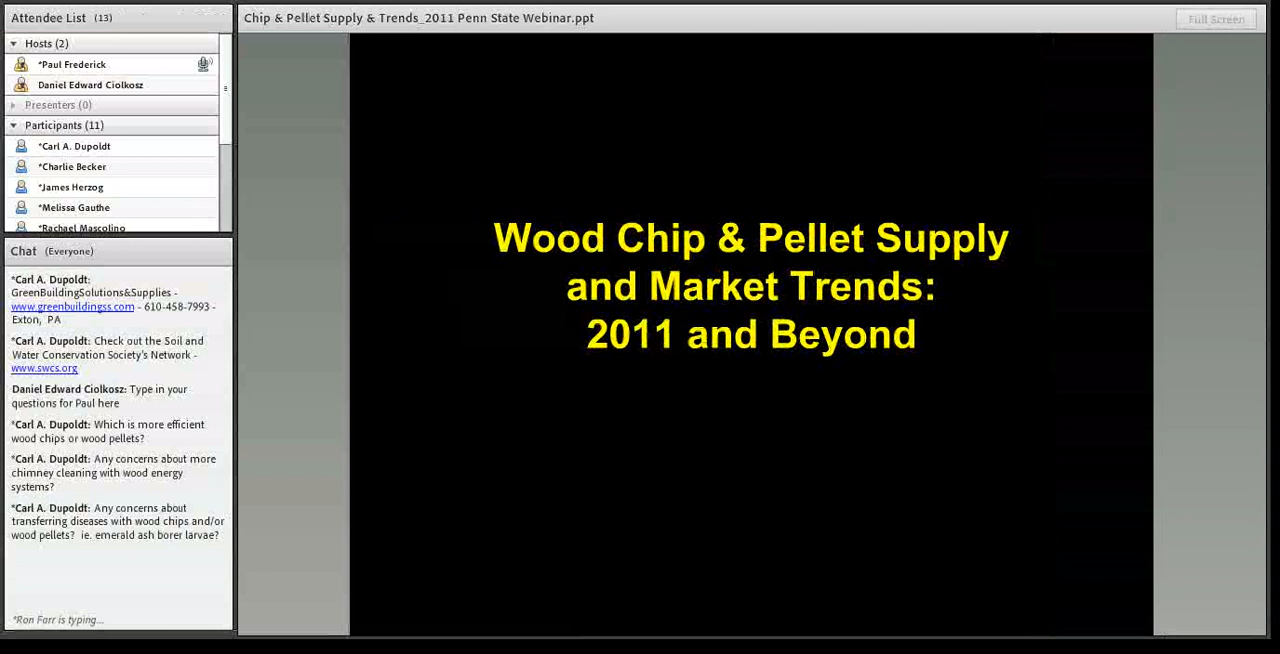 Attendee List (13)
Hosts (2)
*Paul Frederick
Daniel Edward Ciolkosz
Presenters (0)
Participants (11)
*Carl A. Dupoldt
*Charlie Becker
*James Herzog
*Melissa Gauthe
*Rachael Mascolino
Chat (Everyone)
*Carl A. Dupoldt:
GreenBuildingSolutions&Supplies -
www.greenbuildingss.com - 610-458-7993 -
Exton, PA
*Carl A. Dupoldt: Check out the Soil and
Water Conservation Society's Network -
www.swcs.org
Daniel Edward Ciolkosz: Type in your
questions for Paul here
*Carl A. Dupoldt: Which is more efficient
wood chips or wood pellets?
*Carl A. Dupoldt: Any concerns about more
chimney cleaning with wood energy
systems?
*Carl A. Dupoldt: Any concerns about
transferring diseases with wood chips and/or
wood pellets? ie. emerald ash borer larvae?
*Ron Farr is typing...
Chip & Pellet Supply & Trends_2011 Penn State Webinar.ppt
Full Screen
Wood Chip & Pellet Supply
and Market Trends:
2011 and Beyond